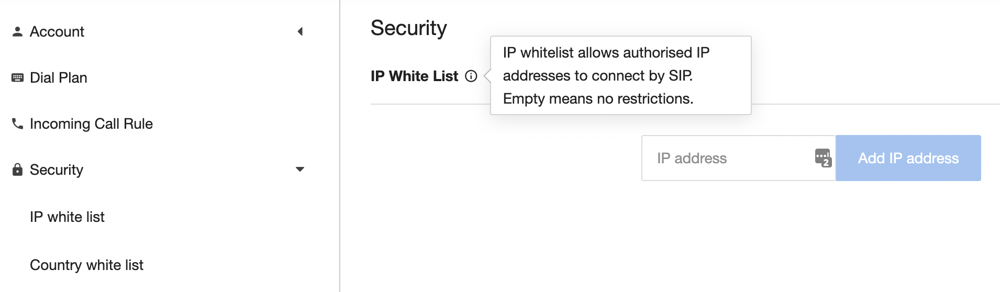 Account
Dial Plan
Incoming Call Rule
Security
IP white list
Country white list
Security
IP White List
IP whitelist allows authorised IP
addresses to connect by SIP.
Empty means no restrictions.
IP address
2
Add IP address